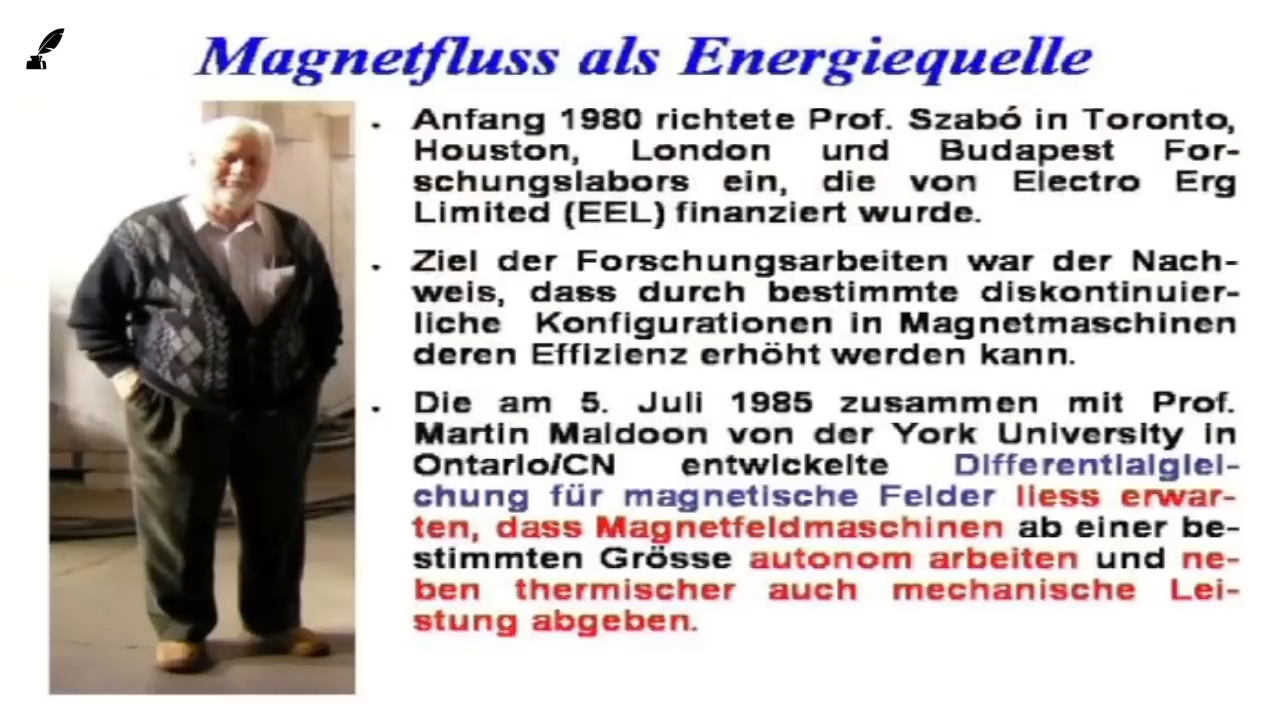 Magnetfluss als Energiequelle
• Anfang 1980 richtete Prof. Szabó in Toronto,
Houston, London und Budapest For-
schungslabors ein, die von Electro Erg
Limited (EEL) finanziert wurde.
• Ziel der Forschungsarbeiten war der Nach-
weis, dass durch bestimmte diskontinuier-
liche Konfigurationen in Magnetmaschinen
deren Effizienz erhöht werden kann.
• Die am 5. Juli 1985 zusammen mit Prof.
Martin Maldoon von der York University in
Ontario/CN entwickelte Differentialglei-
chung für magnetische Felder liess erwar-
ten, dass Magnetfeldmaschinen ab einer be-
stimmten Grösse autonom arbeiten und ne-
ben thermischer auch mechanische Lei-
stung abgeben.